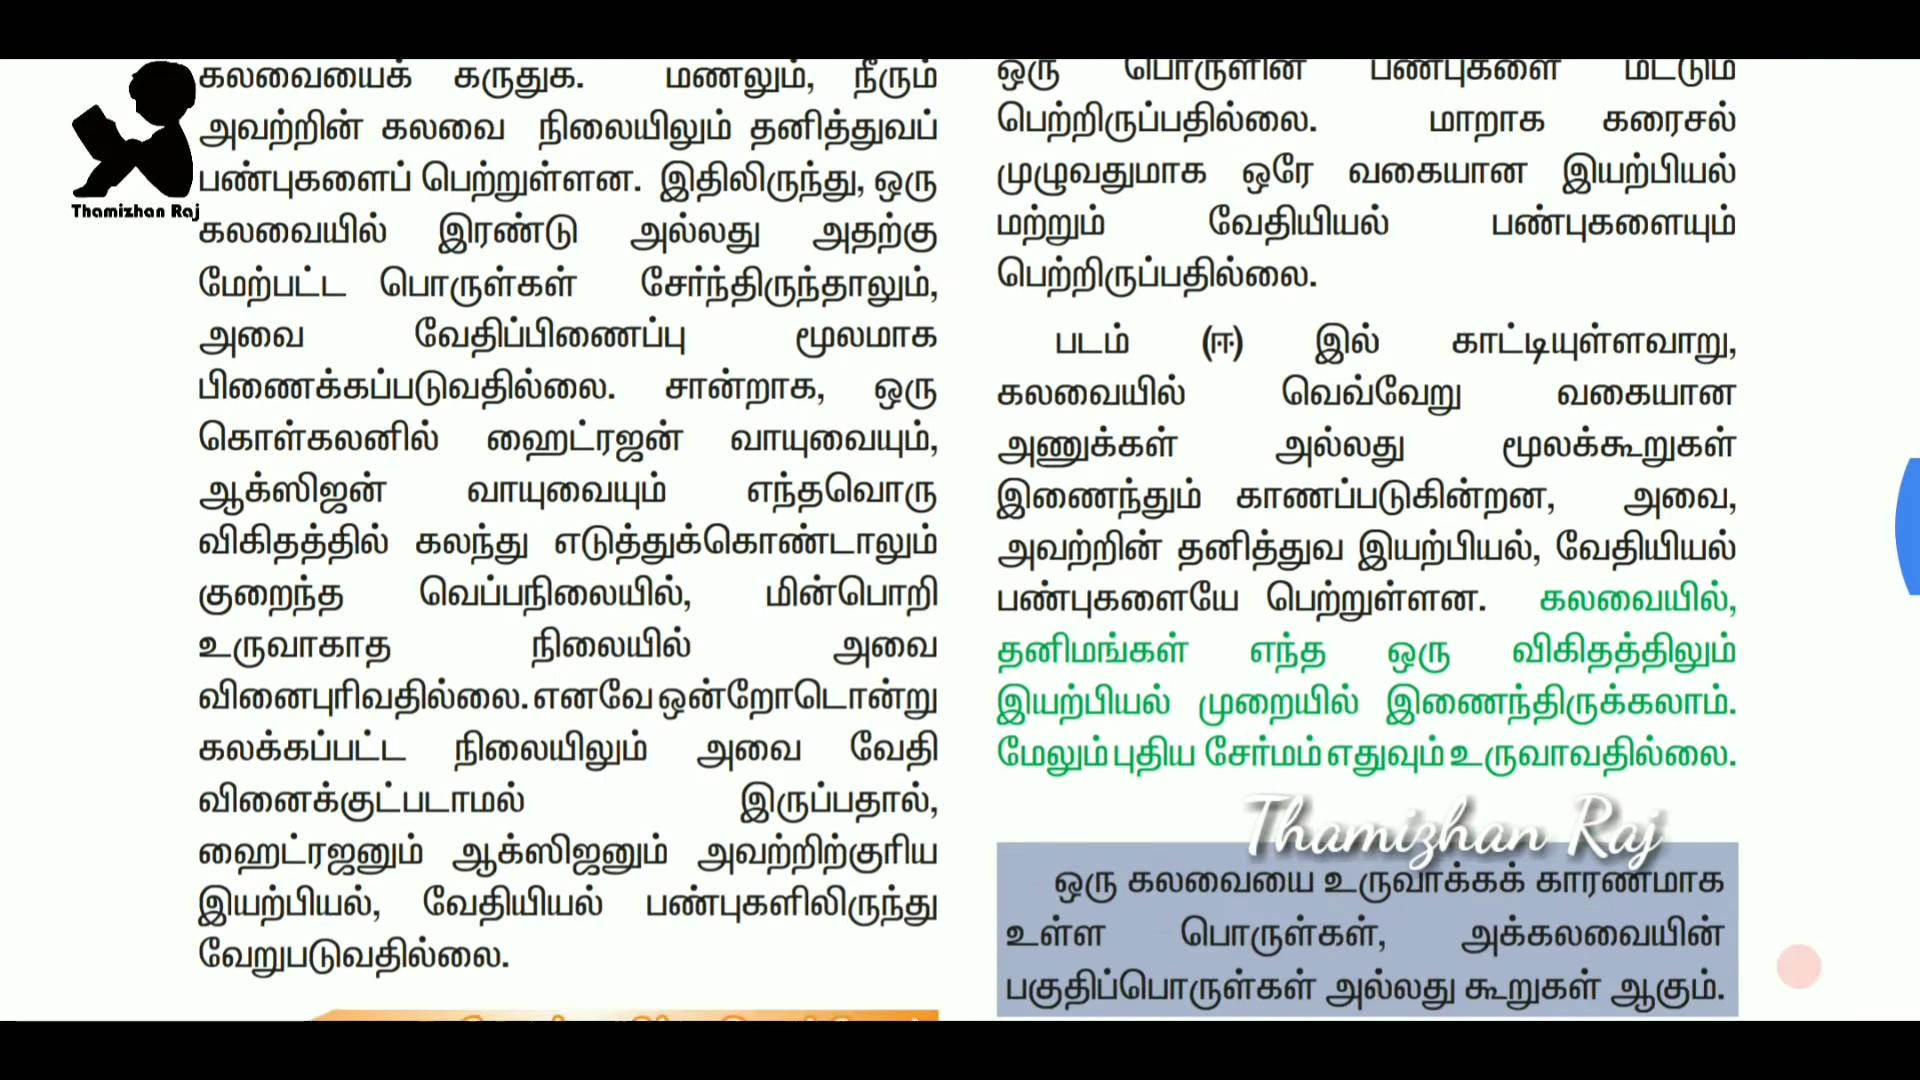 கலவையைக் கருதுக. மணலும், நீரும்
அவற்றின் கலவை நிலையிலும் தனித்துவப்
பண்புகளைப் பெற்றுள்ளன. இதிலிருந்து, ஒரு
கலவையில் இரண்டு அல்லது அதற்கு
மேற்பட்ட பொருள்கள் சேர்ந்திருந்தாலும்,
அவை வேதிப்பிணைப்பு மூலமாக
பிணைக்கப்படுவதில்லை. சான்றாக, ஒரு
கொள்கலனில் ஹைட்ரஜன் வாயுவையும்,
ஆக்ஸிஜன் வாயுவையும் எந்தவொரு
விகிதத்தில் கலந்து எடுத்துக்கொண்டாலும்
குறைந்த வெப்பநிலையில், மின்பொறி
உருவாகாத நிலையில் அவை
வினைபுரிவதில்லை. எனவே ஒன்றோடொன்று
கலக்கப்பட்ட நிலையிலும் அவை வேதி
வினைக்குட்படாமல் இருப்பதால்,
ஹைட்ரஜனும் ஆக்ஸிஜனும் அவற்றிற்குரிய
இயற்பியல், வேதியியல் பண்புகளிலிருந்து
வேறுபடுவதில்லை.
ஒரு பொருளின் பண்புகளை மட்டும்
பெற்றிருப்பதில்லை. மாறாக கரைசல்
முழுவதுமாக ஒரே வகையான இயற்பியல்
மற்றும் வேதியியல் பண்புகளையும்
பெற்றிருப்பதில்லை.
படம் (ஈ) இல் காட்டியுள்ளவாறு,
கலவையில் வெவ்வேறு வகையான
அணுக்கள் அல்லது மூலக்கூறுகள்
இணைந்தும் காணப்படுகின்றன, அவை,
அவற்றின் தனித்துவ இயற்பியல், வேதியியல்
பண்புகளையே பெற்றுள்ளன. கலவையில்,
தனிமங்கள் எந்த ஒரு விகிதத்திலும்
இயற்பியல் முறையில் இணைந்திருக்கலாம்.
மேலும் புதிய சேர்மம் எதுவும் உருவாவதில்லை.
Thamizhan Raj
ஒரு கலவையை உருவாக்கக் காரணமாக
உள்ள பொருள்கள், அக்கலவையின்
பகுதிப்பொருள்கள் அல்லது கூறுகள் ஆகும்.
Thamizhan Raj